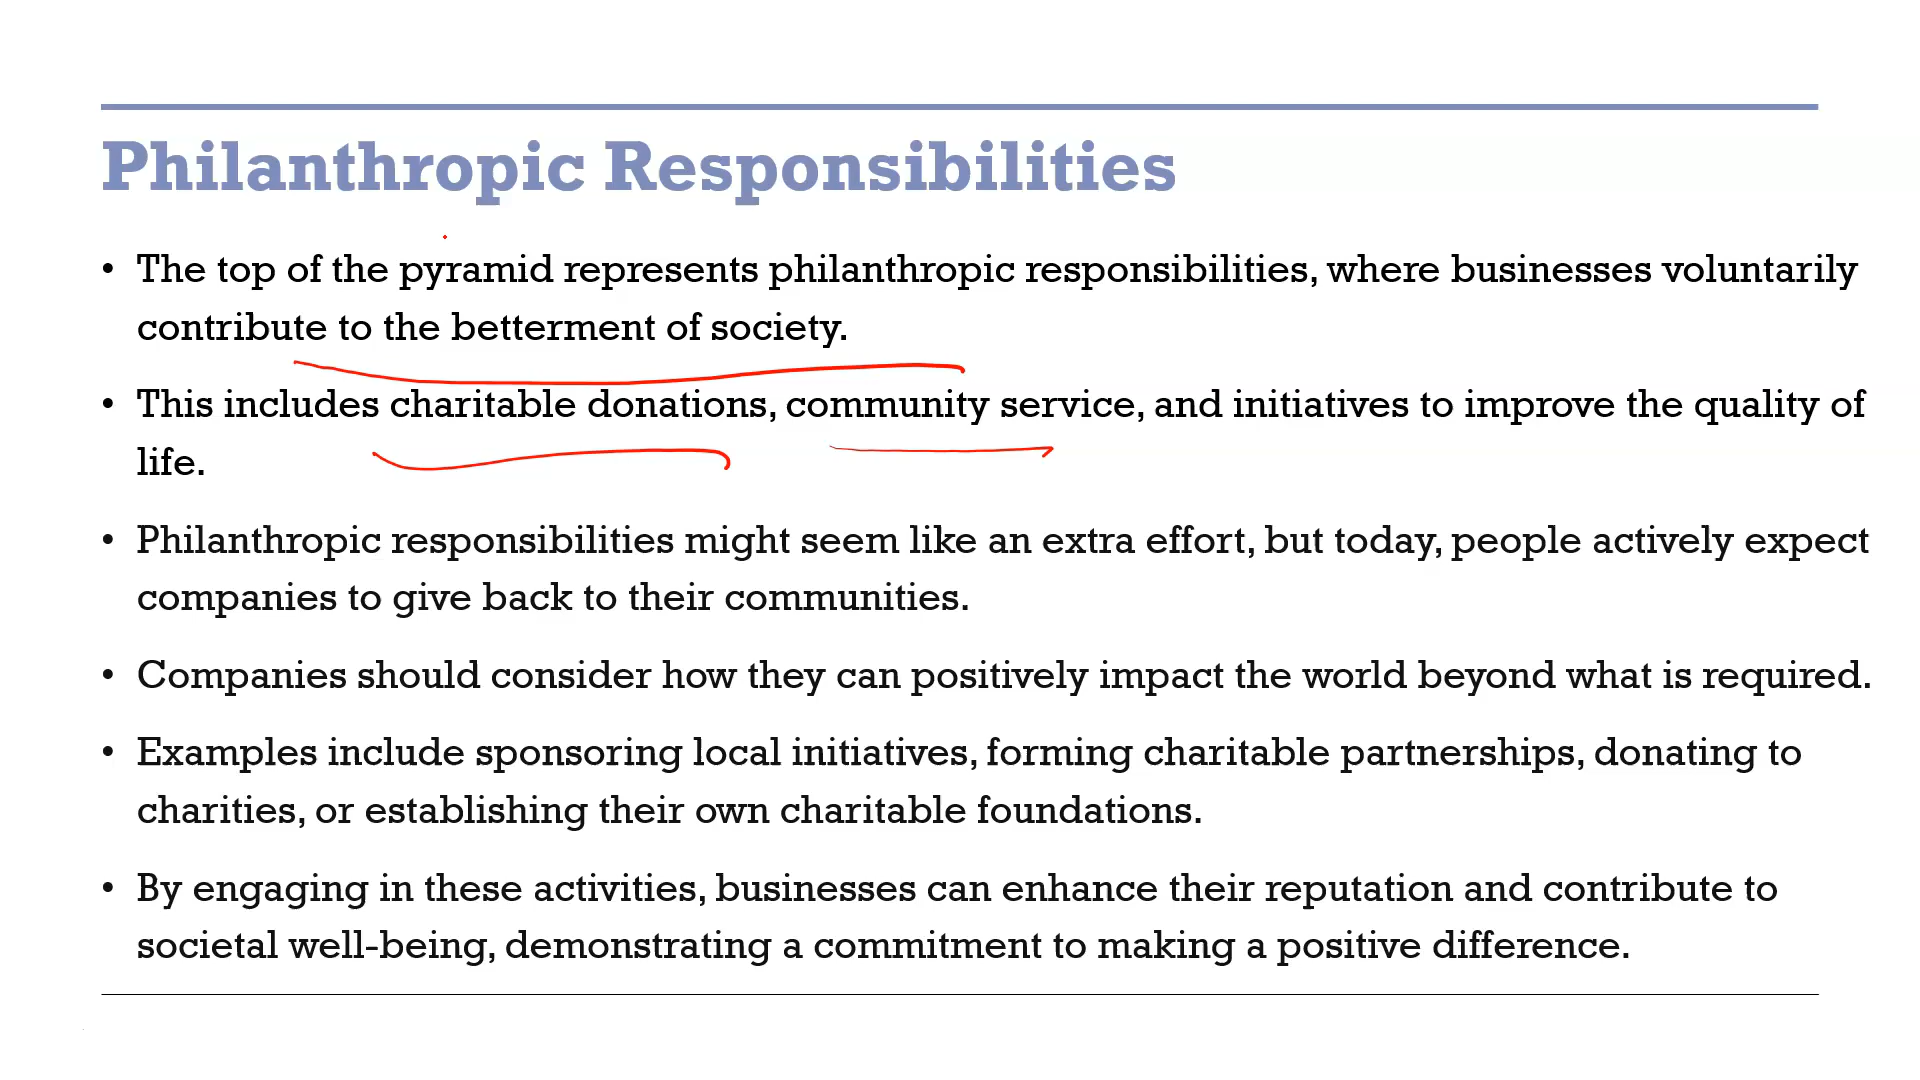 Philanthropic Responsibilities
• The top of the pyramid represents philanthropic responsibilities, where businesses voluntarily
contribute to the betterment of society.
• This includes charitable donations, community service, and initiatives to improve the quality of
life.
• Philanthropic responsibilities might seem like an extra effort, but today, people actively expect
companies to give back to their communities.
• Companies should consider how they can positively impact the world beyond what is required.
• Examples include sponsoring local initiatives, forming charitable partnerships, donating to
charities, or establishing their own charitable foundations.
• By engaging in these activities, businesses can enhance their reputation and contribute to
societal well-being, demonstrating a commitment to making a positive difference.